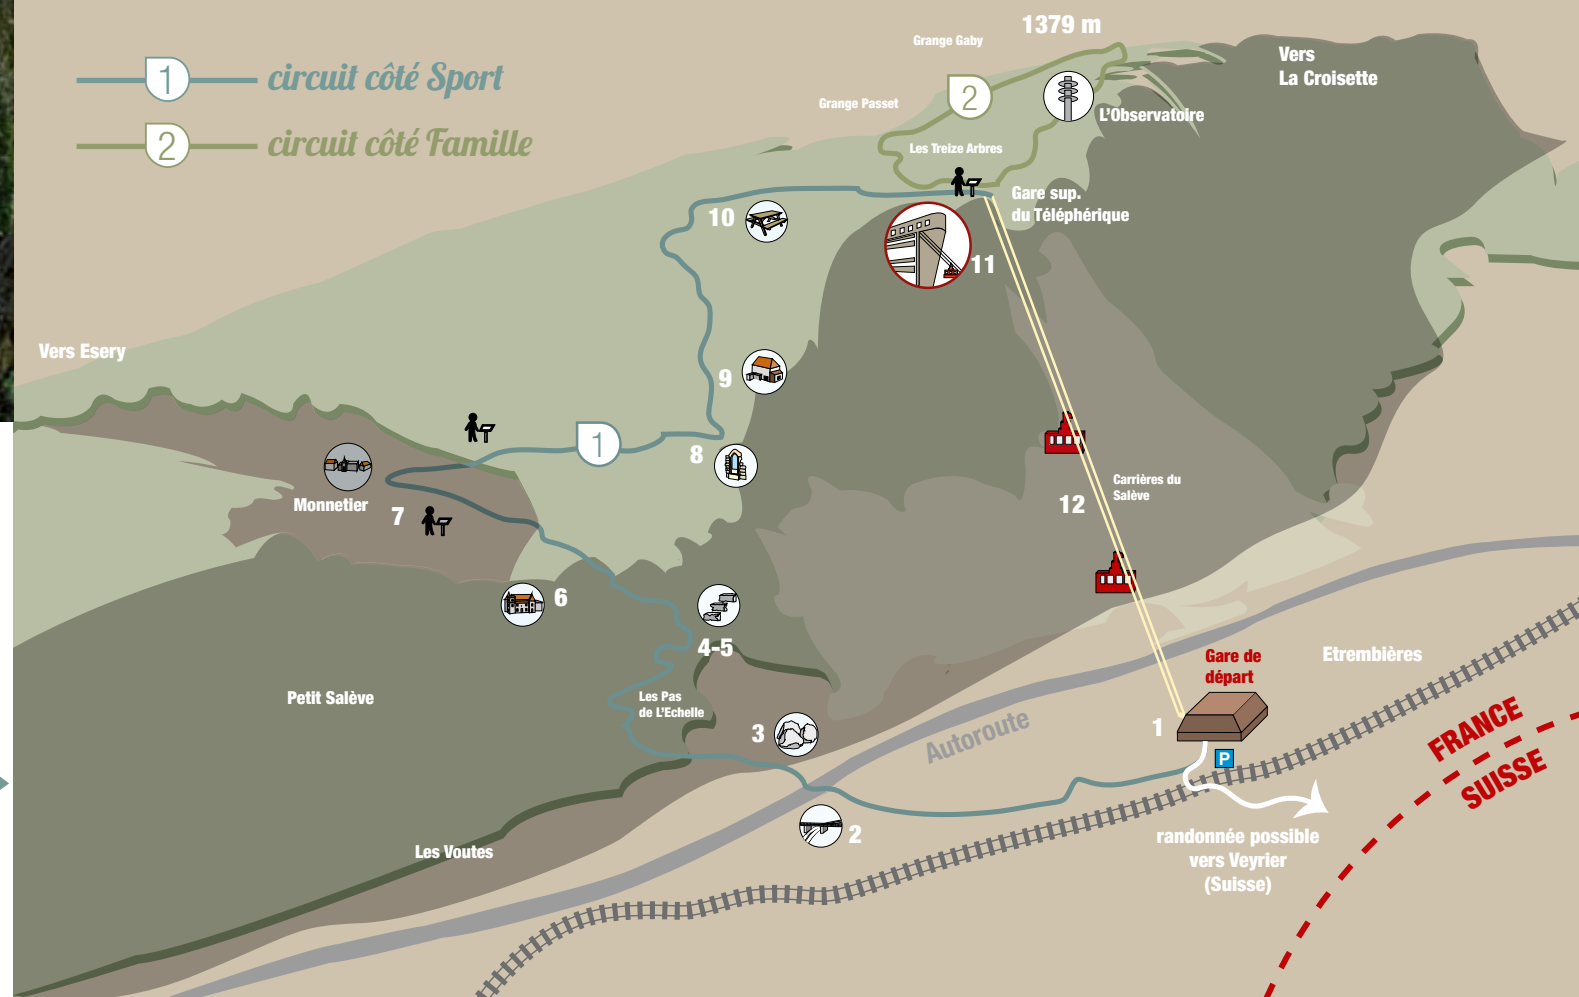 1 circuit côté Sport
2 circuit côté Famille
1379 m
Grange Gaby
Vers
La Croisette
2
Grange Passet
L'Observatoire
Les Treize Arbres
Gare sup.
du Téléphérique
10
11
Vers Esery
9
1
8
Monnetier
7
Carrières du
Salève
12
6
4-5
Petit Salève
Les Pas
de L'Echelle
3
Gare de
départ
Etrembières
1
P
Autoroute
FRANCE
SUISSE
2
Les Voutes
randonnée possible
vers Veyrier
(Suisse)